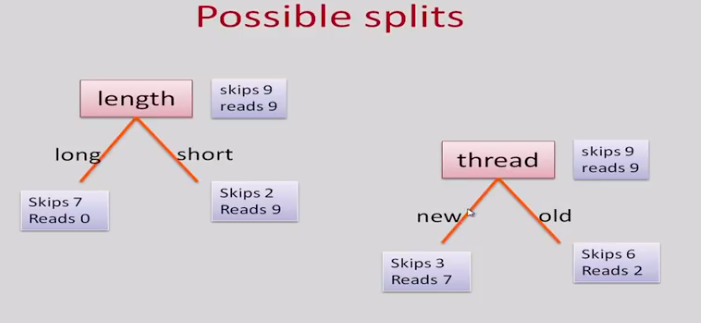 Possible splits
length
skips 9
reads 9
long
short
Skips 7
Reads 0
Skips 2
Reads 9
thread
skips 9
reads 9
new
old
Skips 3
Reads 7
Skips 6
Reads 2